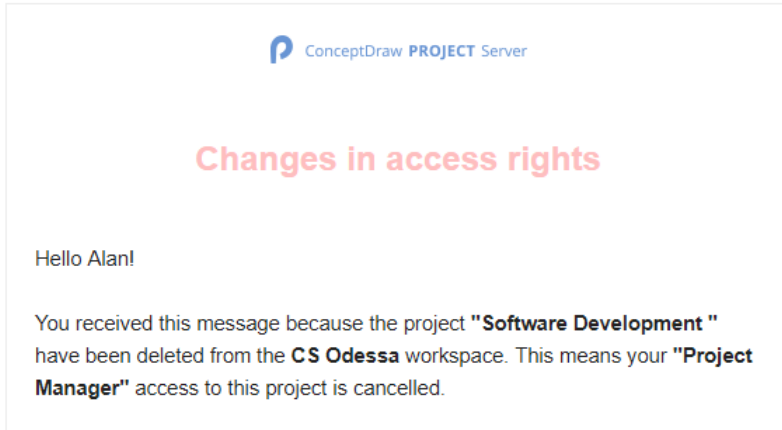 ConceptDraw PROJECT Server
Changes in access rights
Hello Alan!
You received this message because the project "Software Development "
have been deleted from the CS Odessa workspace. This means your "Project
Manager" access to this project is cancelled.